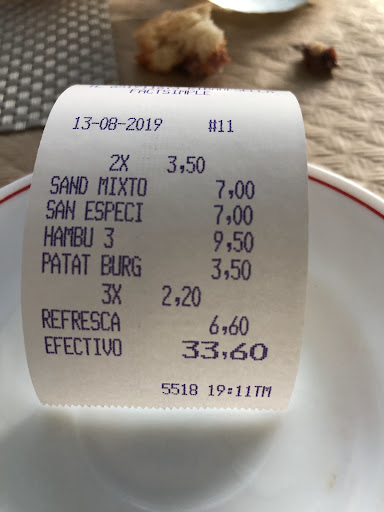 FACTSIMPLE
13-08-2019 #11
2X 3,50
SAND MIXTO 7,00
SAN ESPECI 7,00
HAMBU 3 9,50
PATAT BURG 3,50
3X 2,20
REFRESCA 6,60
EFECTIVO 33,60
5518 19:11TM